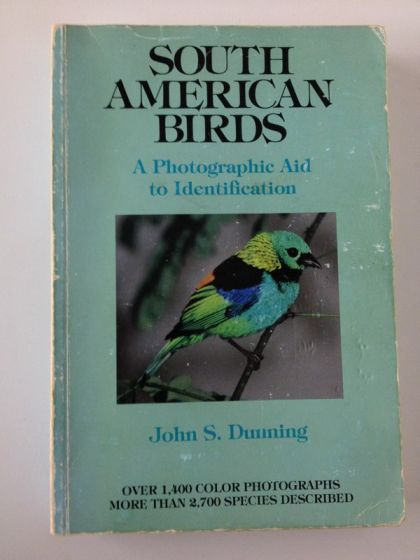 SOUTH
AMERICAN
BIRDS
A Photographic Aid
to Identification
John S. Dunning
OVER 1,400 COLOR PHOTOGRAPHS
MORE THAN 2,700 SPECIES DESCRIBED